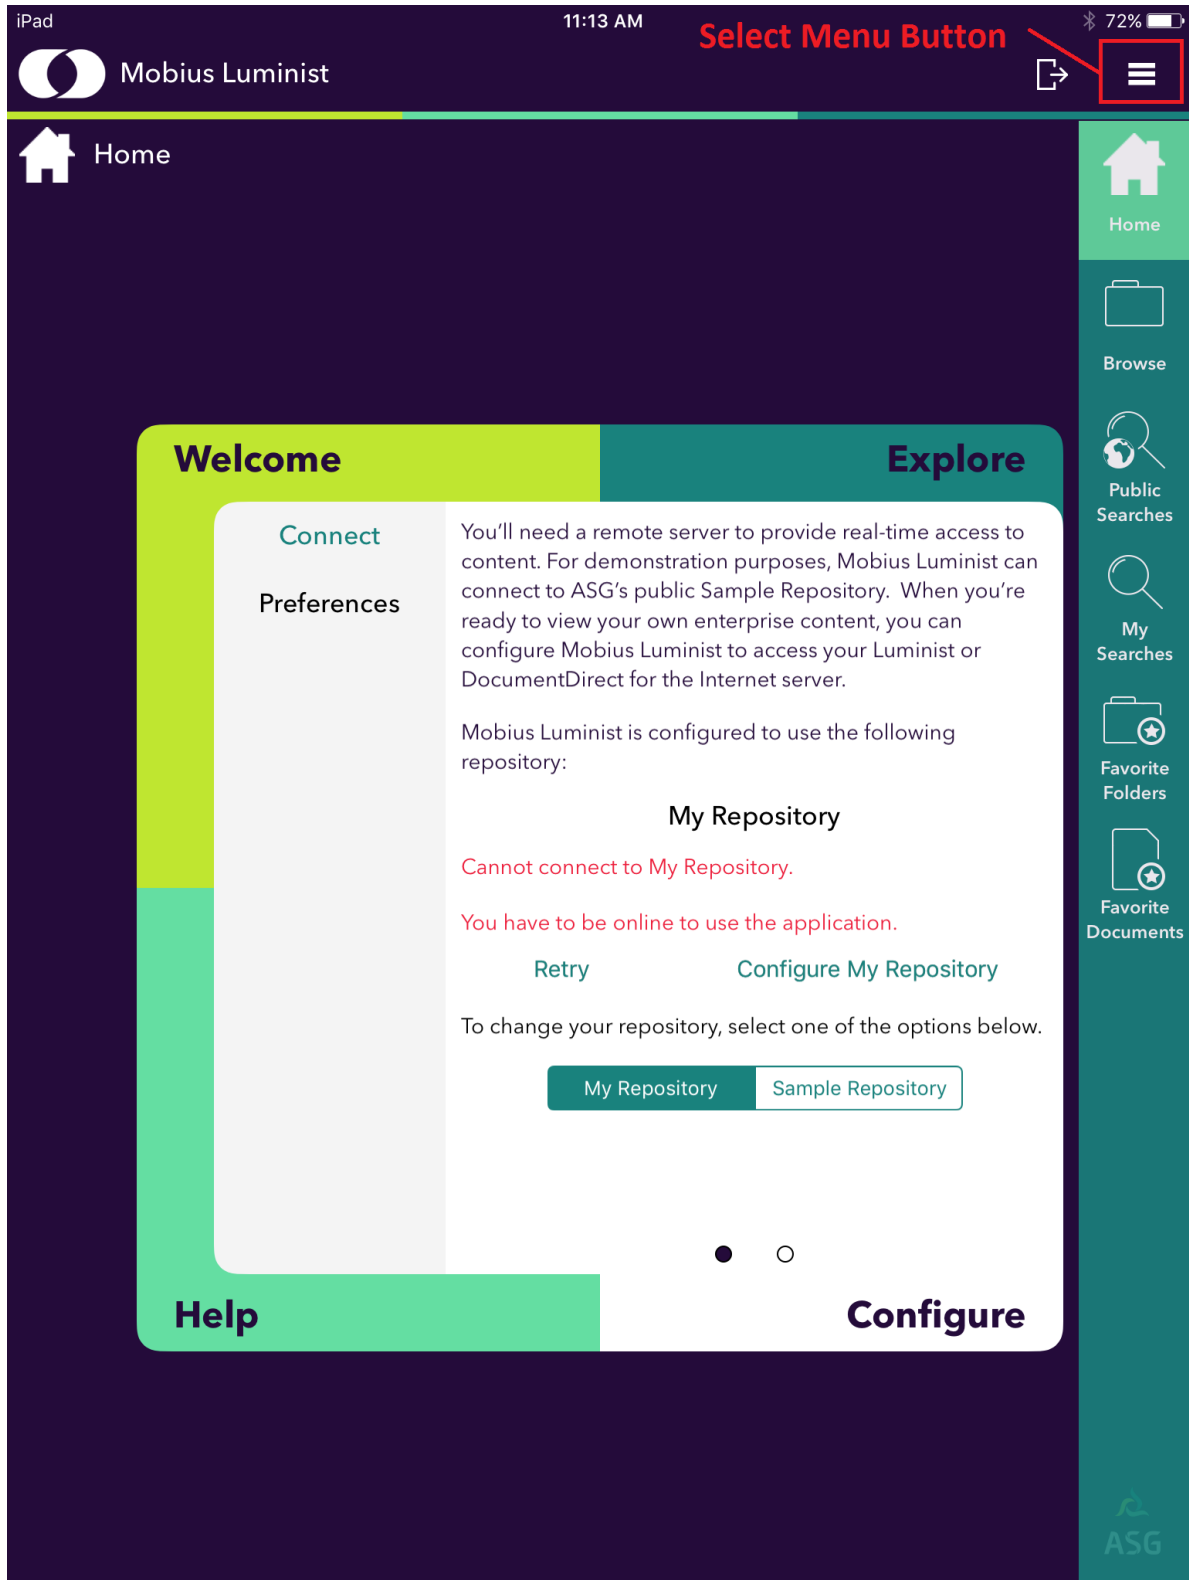 iPad
11:13 AM
72%
Select Menu Button
Mobius Luminist
Home
Home
Browse
Public
Searches
My
Searches
Favorite
Folders
Favorite
Documents
Welcome
Explore
Connect
Preferences
You'll need a remote server to provide real-time access to
content. For demonstration purposes, Mobius Luminist can
connect to ASG's public Sample Repository. When you're
ready to view your own enterprise content, you can
configure Mobius Luminist to access your Luminist or
DocumentDirect for the Internet server.
Mobius Luminist is configured to use the following
repository:
My Repository
Cannot connect to My Repository.
You have to be online to use the application.
Retry
Configure My Repository
To change your repository, select one of the options below.
My Repository
Sample Repository
Help
Configure
ASG